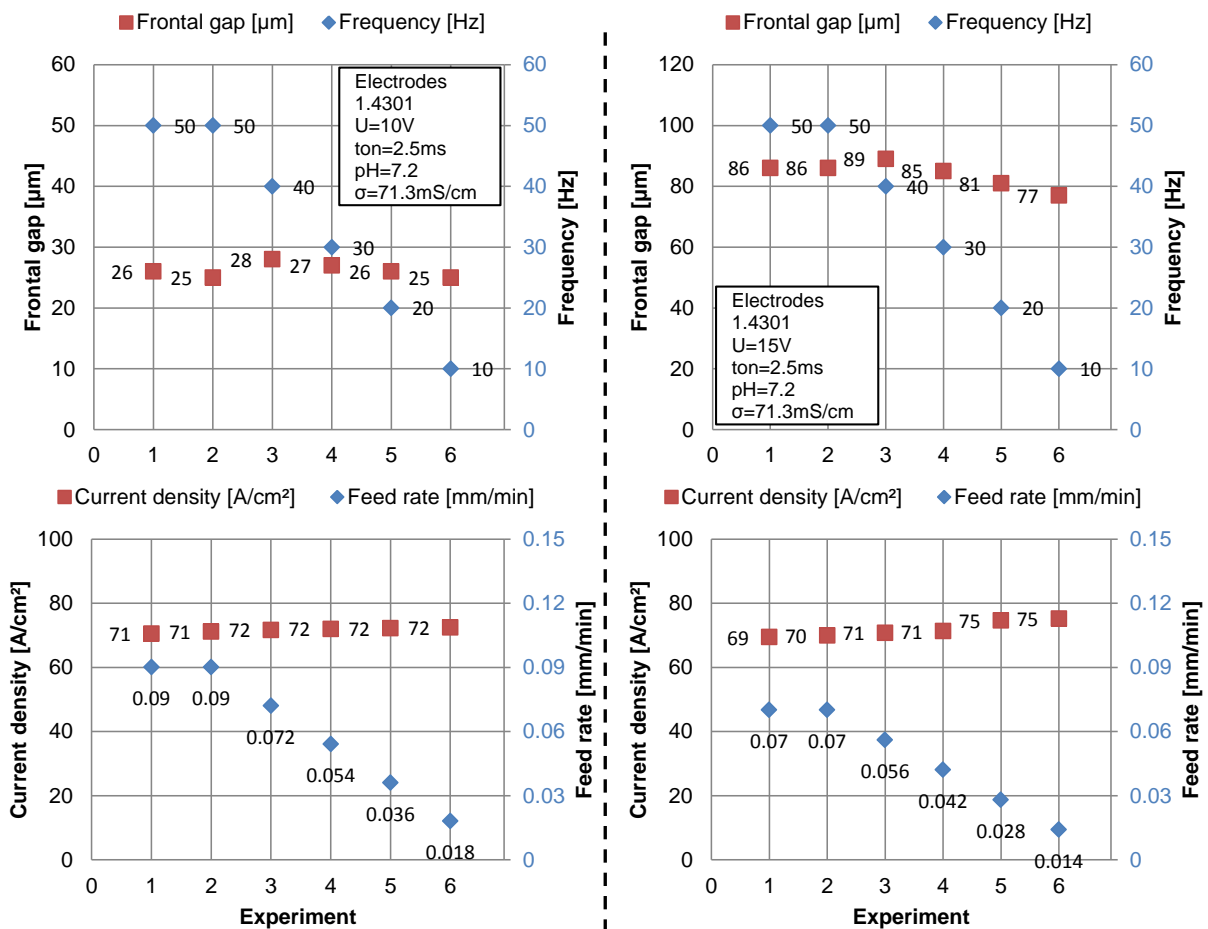 Frontal gap [µm] Frequency [Hz]
60
50
40
30
20
10
0
Frontal gap [µm]
60
50
40
30
20
10
0
Frequency [Hz]
Electrodes
1.4301
U=10V
ton=2.5ms
pH=7.2
σ=71.3mS/cm
50 50 40 30 20 10
26 25 28 27 26 25
0 1 2 3 4 5 6
Frontal gap [µm] Frequency [Hz]
120
100
80
60
40
20
0
Frontal gap [µm]
60
50
40
30
20
10
0
Frequency [Hz]
50 50 40 30 20 10
86 86 89 85 81 77
Electrodes
1.4301
U=15V
ton=2.5ms
pH=7.2
σ=71.3mS/cm
0 1 2 3 4 5 6
Current density [A/cm²] Feed rate [mm/min]
100
80
60
40
20
0
Current density [A/cm²]
0.15
0.12
0.09
0.06
0.03
0
Feed rate [mm/min]
71 71 72 72 72 72
0.09 0.09 0.072 0.054 0.036 0.018
0 1 2 3 4 5 6
Experiment
Current density [A/cm²] Feed rate [mm/min]
100
80
60
40
20
0
Current density [A/cm²]
0.15
0.12
0.09
0.06
0.03
0
Feed rate [mm/min]
69 70 71 71 75 75
0.07 0.07 0.056 0.042 0.028 0.014
0 1 2 3 4 5 6
Experiment